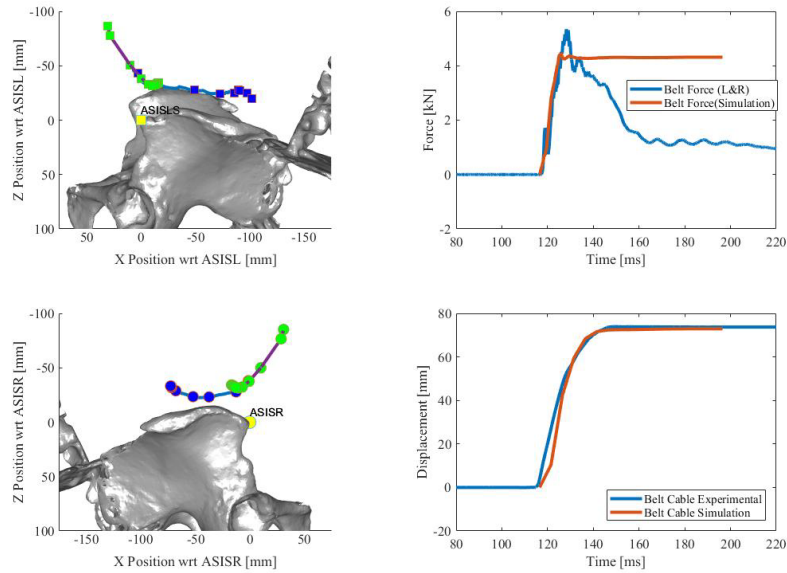 -100
-50
0
50
100
Z Position wrt ASISL [mm]
ASISLS
50
0
-50
-100
-150
X Position wrt ASISL [mm]
6
4
2
0
-2
Force [kN]
Belt Force (L&R)
Belt Force(Simulation)
80 100 120 140 160 180 200 220
Time [ms]
-100
-50
0
50
100
Z Position wrt ASISR [mm]
ASISR
-150 -100 -50 0 50
X Position wrt ASISR [mm]
80
60
40
20
0
-20
Displacement [mm]
Belt Cable Experimental
Belt Cable Simulation
80 100 120 140 160 180 200 220
Time [ms]